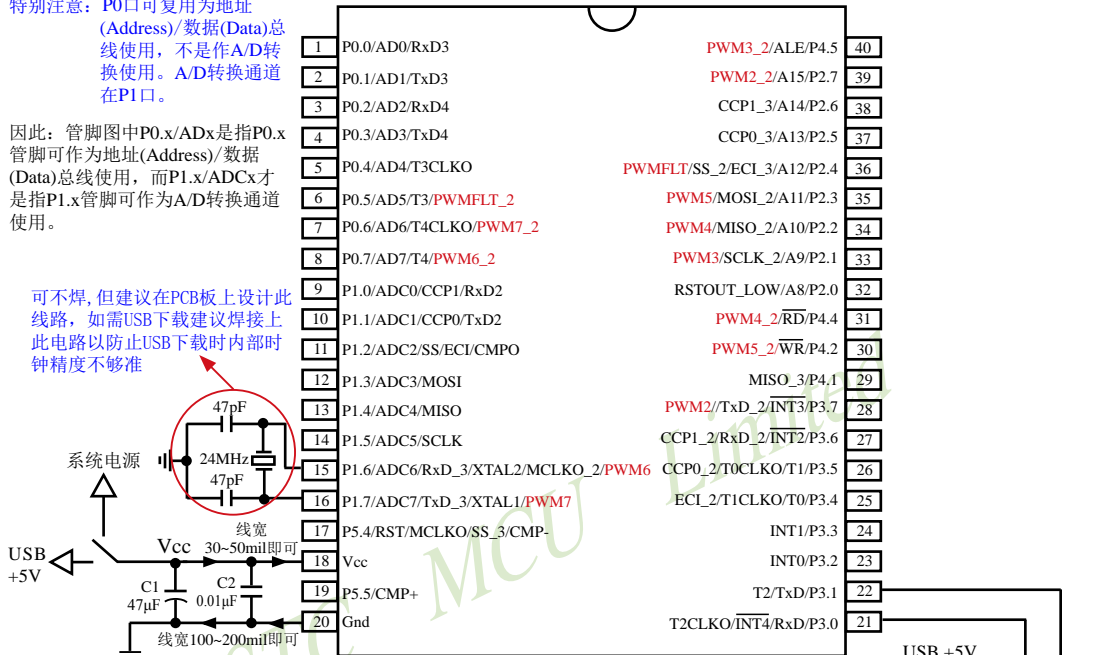 特别注意：P0口可复用为地址
(Address)/数据(Data)总
线使用，不是作A/D转
换使用。A/D转换通道
在P1口。
因此：管脚图中P0.x/ADx是指P0.x
管脚可作为地址(Address)/数据
(Data)总线使用，而P1.x/ADCx才
是指P1.x管脚可作为A/D转换通道
使用。
可不焊,但建议在PCB板上设计此
线路，如需USB下载建议焊接上
此电路以防止USB下载时内部时
钟精度不够准
47pF
24MHz
47pF
系统电源
USB
+5V
Vcc
线宽
30~50mil即可
C1
47μF
C2
0.01μF
线宽100~200mil即可
1 P0.0/AD0/RxD3
2 P0.1/AD1/TxD3
3 P0.2/AD2/RxD4
4 P0.3/AD3/TxD4
5 P0.4/AD4/T3CLKO
6 P0.5/AD5/T3/PWMFLT_2
7 P0.6/AD6/T4CLKO/PWM7_2
8 P0.7/AD7/T4/PWM6_2
9 P1.0/ADC0/CCP1/RxD2
10 P1.1/ADC1/CCP0/TxD2
11 P1.2/ADC2/SS/ECI/CMPO
12 P1.3/ADC3/MOSI
13 P1.4/ADC4/MISO
14 P1.5/ADC5/SCLK
15 P1.6/ADC6/RxD_3/XTAL2/MCLKO_2/PWM6
16 P1.7/ADC7/TxD_3/XTAL1/PWM7
17 P5.4/RST/MCLKO/SS_3/CMP-
18 Vcc
19 P5.5/CMP+
20 Gnd
PWM3_2/ALE/P4.5 40
PWM2_2/A15/P2.7 39
CCP1_3/A14/P2.6 38
CCP0_3/A13/P2.5 37
PWMFLT/SS_2/ECI_3/A12/P2.4 36
PWM5/MOSI_2/A11/P2.3 35
PWM4/MISO_2/A10/P2.2 34
PWM3/SCLK_2/A9/P2.1 33
RSTOUT_LOW/A8/P2.0 32
PWM4_2/RD/P4.4 31
PWM5_2/WR/P4.2 30
MISO_3/P4.1 29
PWM2//TxD_2/INT3/P3.7 28
CCP1_2/RxD_2/INT2/P3.6 27
CCP0_2/T0CLKO/T1/P3.5 26
ECI_2/T1CLKO/T0/P3.4 25
INT1/P3.3 24
INT0/P3.2 23
T2/TxD/P3.1 22
T2CLKO/INT4/RxD/P3.0 21
USB +5V
STC MCU Limited